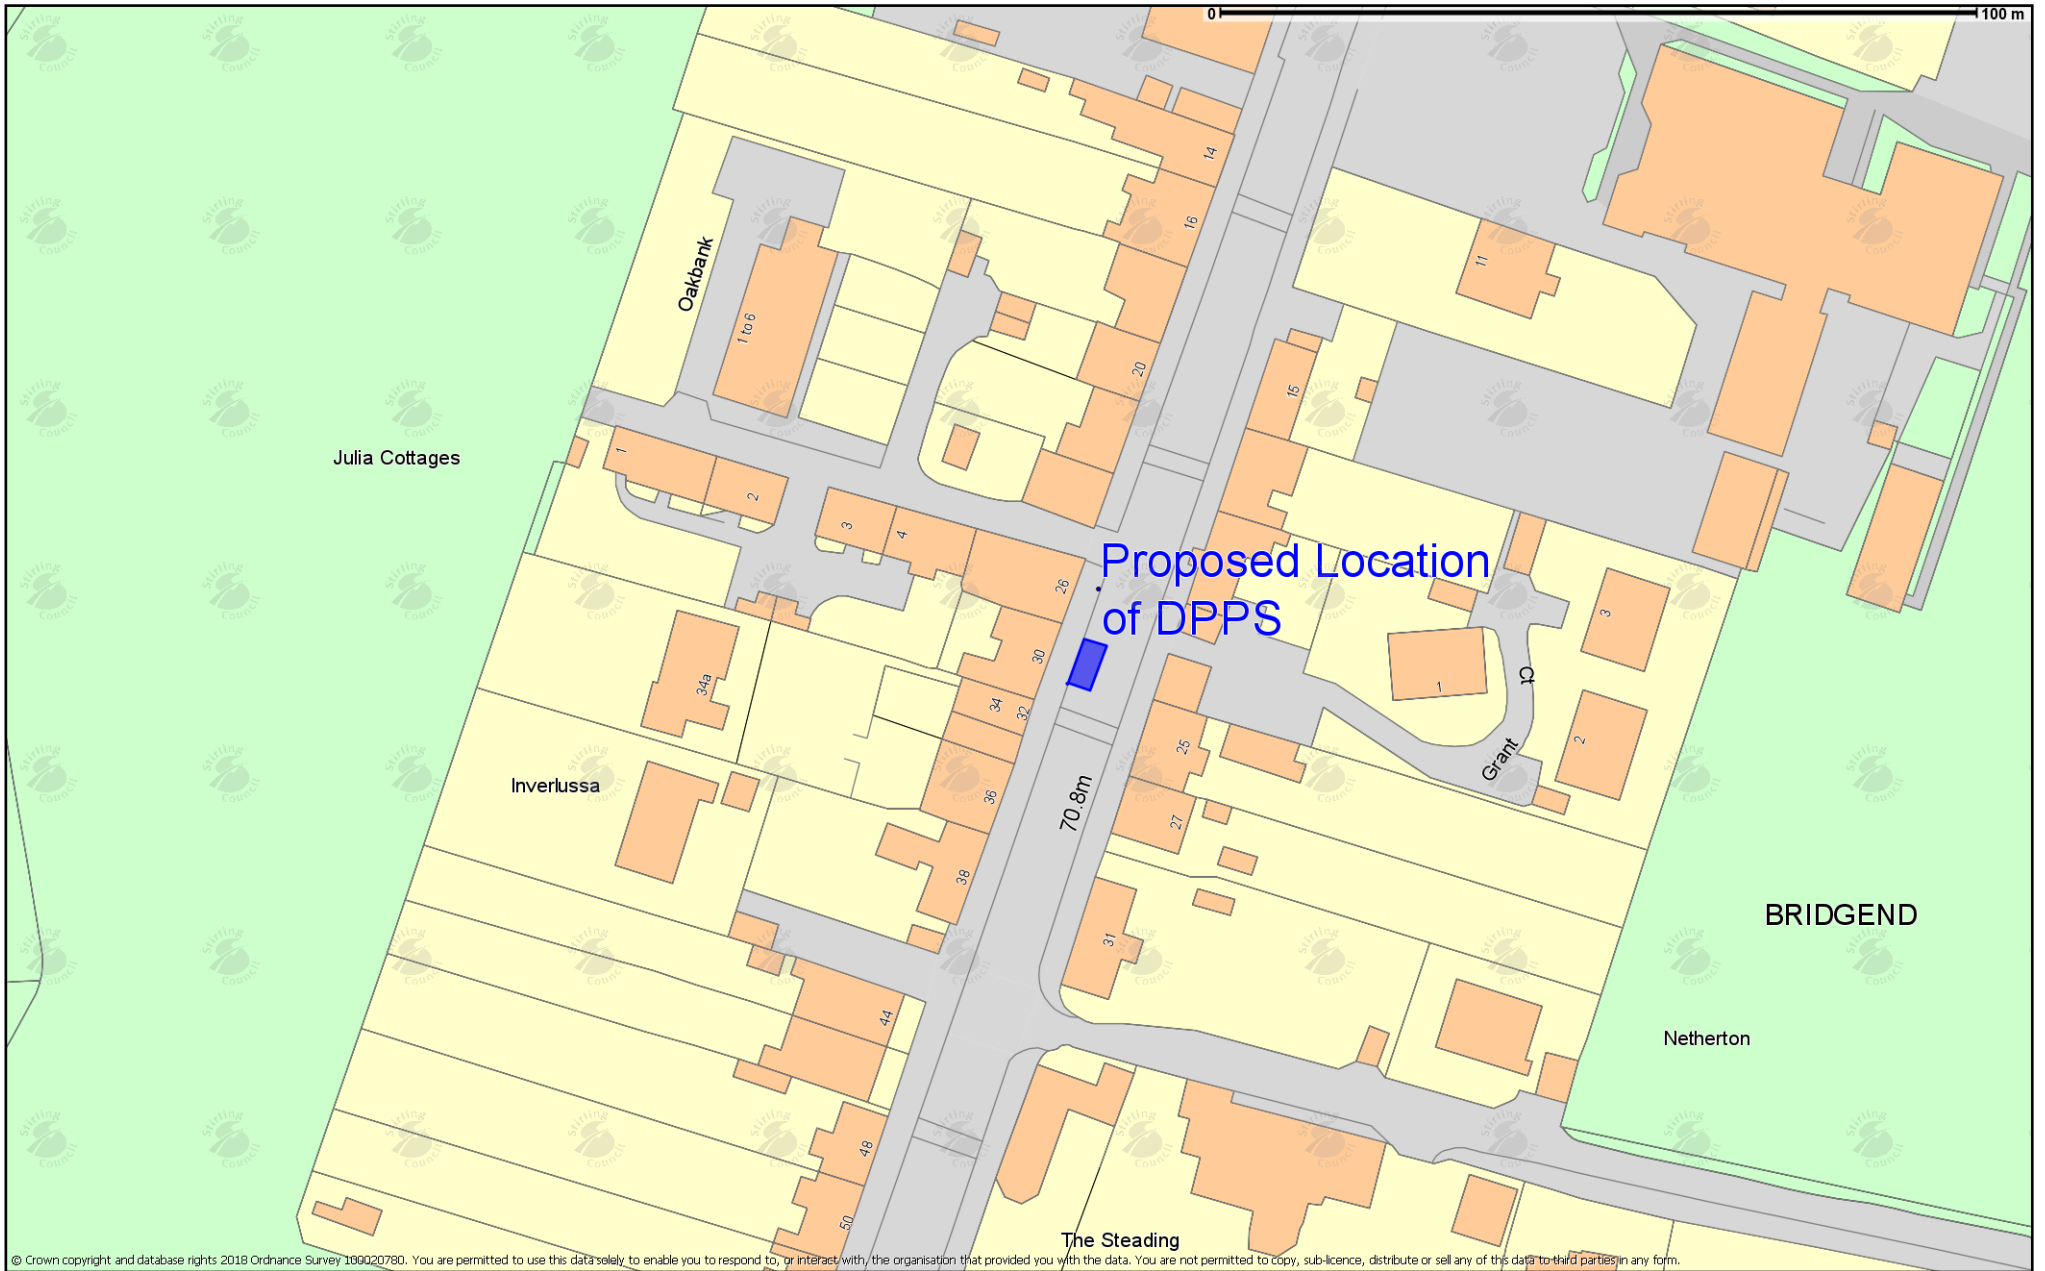 0 100 m
14
16
Oakbank
11
1 to 6
20
15
Julia Cottages
1
2
3
4
26
Proposed Location
of DPPS
3
30
34a
34
32
1
Ct
2
25
Grant
Inverlussa
36
70.8m
27
38
BRIDGEND
31
44
Netherton
48
50
The Steading
© Crown copyright and database rights 2018 Ordnance Survey 100020780. You are permitted to use this data solely to enable you to respond to, or interact with, the organisation that provided you with the data. You are not permitted to copy, sub-licence, distribute or sell any of this data to third parties in any form.
Stirling
Council